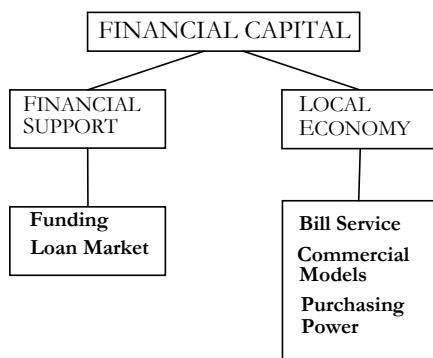 FINANCIAL CAPITAL
FINANCIAL
SUPPORT
LOCAL
ECONOMY
Funding
Loan Market
Bill Service
Commercial
Models
Purchasing
Power